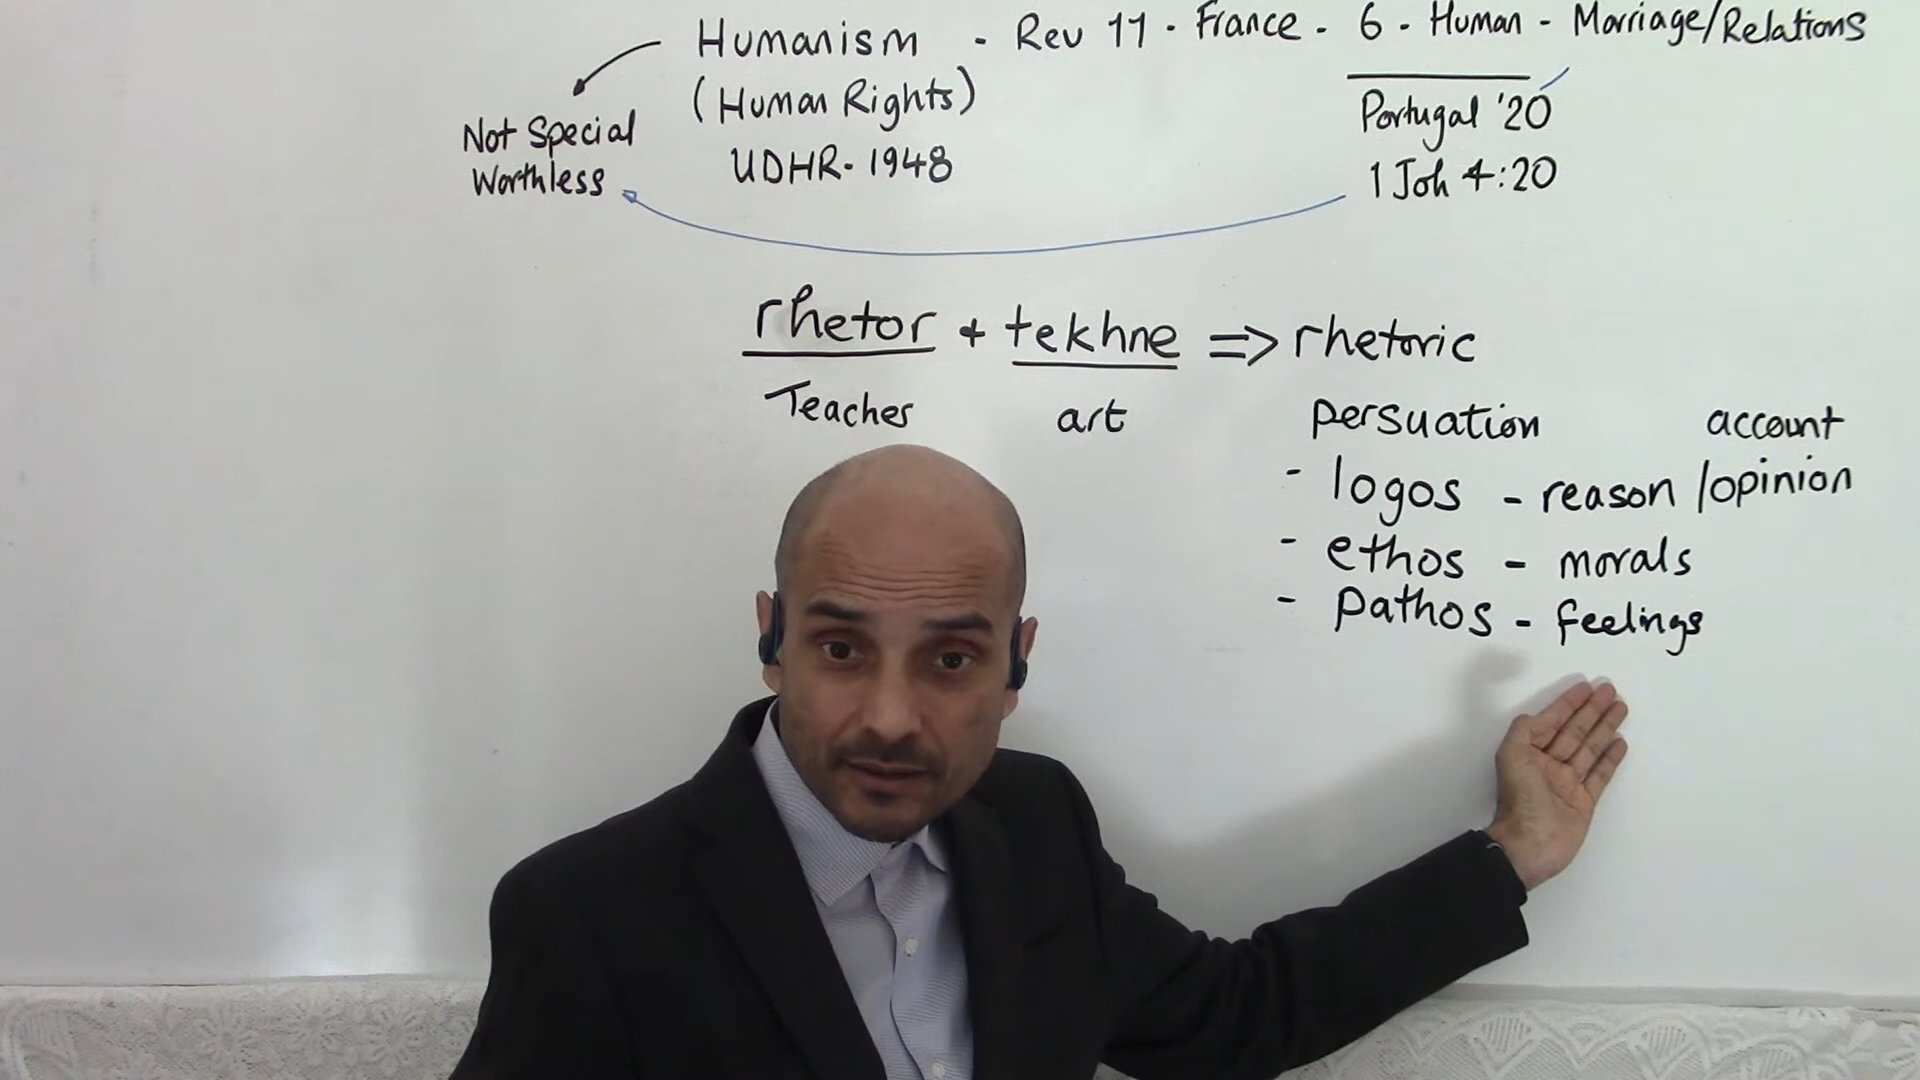 Humanism - Rev 11 - France - 6 - Human - Marriage/Relations
(Human Rights)
UDHR - 1948
Not Special
Worthless
Portugal '20
1 Joh 4:20
rhetor + tekhne => rhetoric
Teacher art persuation account
- logos - reason /opinion
- ethos - morals
- pathos - feelings